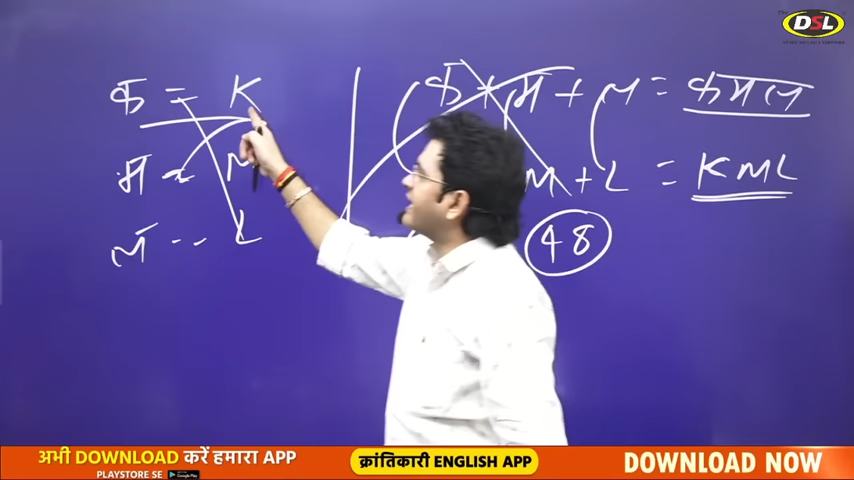 DSL
क = K
म = M
ल -- L
क + म + ल = कमल
M + L = KML
48
अभी DOWNLOAD करें हमारा APP
PLAYSTORE SE
क्रांतिकारी ENGLISH APP
DOWNLOAD NOW